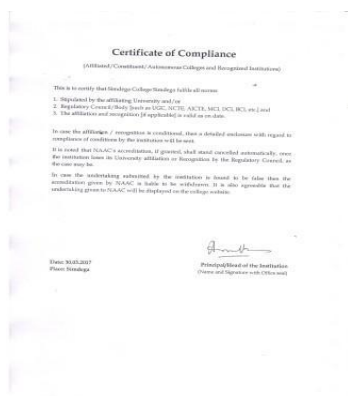 Certificate of Compliance
(Affiliated/Constituent/Autonomous Colleges and Recognized Institutions)
This is to certify that Simdega College Simdega fulfils all norms
1. Stipulated by the affiliating University and/or
2. Regulatory Council/Body [such as UGC, NCTE, AICTE, MCI, DCI, BCI, etc.] and
3. The affiliation and recognition [if applicable] is valid as on date.
In case the affiliation / recognition is conditional, then a detailed enclosure with regard to
compliance of conditions by the institution will be sent.
It is noted that NAAC's accreditation, if granted, shall stand cancelled automatically, once
the institution loses its University affiliation or Recognition by the Regulatory Council, as
the case may be.
In case the undertaking submitted by the institution is found to be false then the
accreditation given by NAAC is liable to be withdrawn. It is also agreeable that the
undertaking given to NAAC will be displayed on the college website.
Date: 30.03.2017
Place: Simdega
Principal/Head of the Institution
(Name and Signature with Office seal)